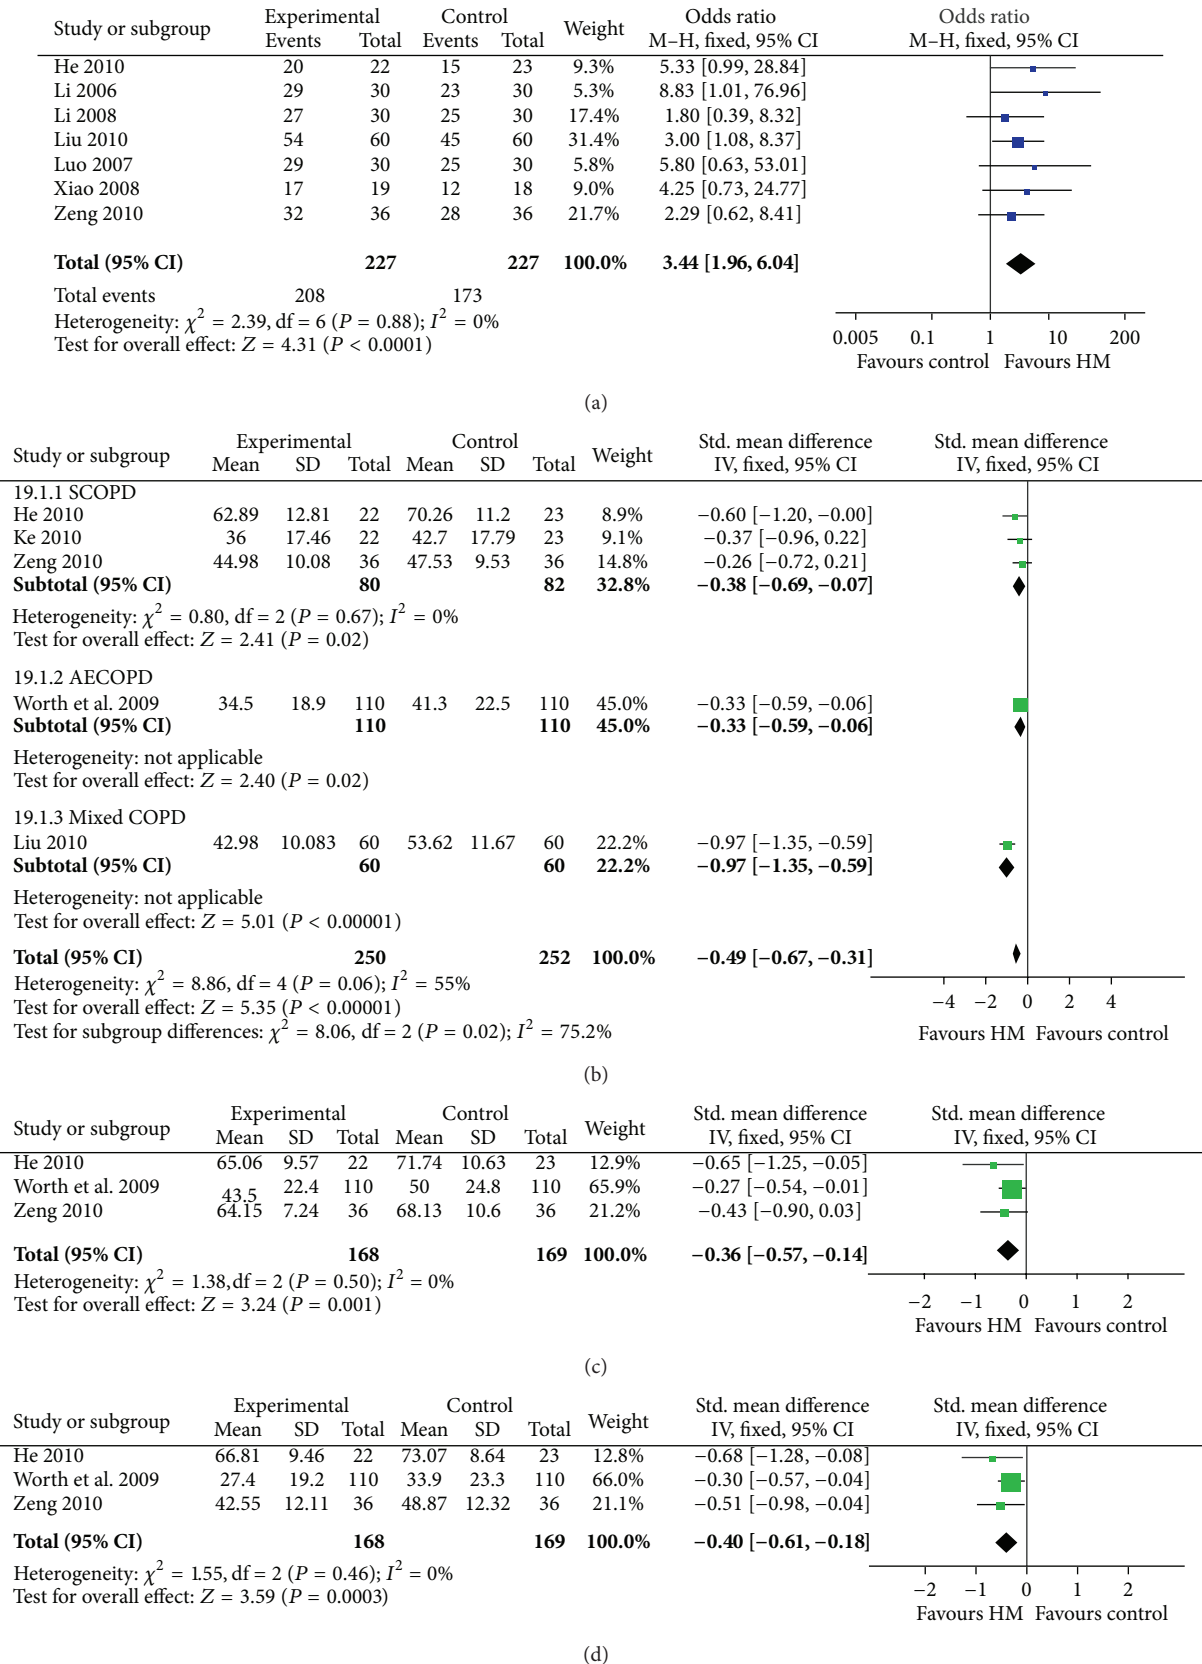 Study or subgroup Experimental Control Weight Odds ratio Odds ratio
Events Total Events Total M–H, fixed, 95% CI M–H, fixed, 95% CI
He 2010 20 22 15 23 9.3% 5.33 [0.99, 28.84]
Li 2006 29 30 23 30 5.3% 8.83 [1.01, 76.96]
Li 2008 27 30 25 30 17.4% 1.80 [0.39, 8.32]
Liu 2010 54 60 45 60 31.4% 3.00 [1.08, 8.37]
Luo 2007 29 30 25 30 5.8% 5.80 [0.63, 53.01]
Xiao 2008 17 19 12 18 9.0% 4.25 [0.73, 24.77]
Zeng 2010 32 36 28 36 21.7% 2.29 [0.62, 8.41]
Total (95% CI) 227 227 100.0% 3.44 [1.96, 6.04]
Total events 208 173
Heterogeneity: χ² = 2.39, df = 6 (P = 0.88); I² = 0%
Test for overall effect: Z = 4.31 (P < 0.0001)
0.005 0.1 1 10 200
Favours control Favours HM
(a)
Study or subgroup Experimental Control Weight Std. mean difference Std. mean difference
Mean SD Total Mean SD Total IV, fixed, 95% CI IV, fixed, 95% CI
19.1.1 SCOPD
He 2010 62.89 12.81 22 70.26 11.2 23 8.9% −0.60 [−1.20, −0.00]
Ke 2010 36 17.46 22 42.7 17.79 23 9.1% −0.37 [−0.96, 0.22]
Zeng 2010 44.98 10.08 36 47.53 9.53 36 14.8% −0.26 [−0.72, 0.21]
Subtotal (95% CI) 80 82 32.8% −0.38 [−0.69, −0.07]
Heterogeneity: χ² = 0.80, df = 2 (P = 0.67); I² = 0%
Test for overall effect: Z = 2.41 (P = 0.02)
19.1.2 AECOPD
Worth et al. 2009 34.5 18.9 110 41.3 22.5 110 45.0% −0.33 [−0.59, −0.06]
Subtotal (95% CI) 110 110 45.0% −0.33 [−0.59, −0.06]
Heterogeneity: not applicable
Test for overall effect: Z = 2.40 (P = 0.02)
19.1.3 Mixed COPD
Liu 2010 42.98 10.083 60 53.62 11.67 60 22.2% −0.97 [−1.35, −0.59]
Subtotal (95% CI) 60 60 22.2% −0.97 [−1.35, −0.59]
Heterogeneity: not applicable
Test for overall effect: Z = 5.01 (P < 0.00001)
Total (95% CI) 250 252 100.0% −0.49 [−0.67, −0.31]
Heterogeneity: χ² = 8.86, df = 4 (P = 0.06); I² = 55%
Test for overall effect: Z = 5.35 (P < 0.00001)
Test for subgroup differences: χ² = 8.06, df = 2 (P = 0.02); I² = 75.2%
−4 −2 0 2 4
Favours HM Favours control
(b)
Study or subgroup Experimental Control Weight Std. mean difference Std. mean difference
Mean SD Total Mean SD Total IV, fixed, 95% CI IV, fixed, 95% CI
He 2010 65.06 9.57 22 71.74 10.63 23 12.9% −0.65 [−1.25, −0.05]
Worth et al. 2009 43.5 22.4 110 50 24.8 110 65.9% −0.27 [−0.54, −0.01]
Zeng 2010 64.15 7.24 36 68.13 10.6 36 21.2% −0.43 [−0.90, 0.03]
Total (95% CI) 168 169 100.0% −0.36 [−0.57, −0.14]
Heterogeneity: χ² = 1.38, df = 2 (P = 0.50); I² = 0%
Test for overall effect: Z = 3.24 (P = 0.001)
−2 −1 0 1 2
Favours HM Favours control
(c)
Study or subgroup Experimental Control Weight Std. mean difference Std. mean difference
Mean SD Total Mean SD Total IV, fixed, 95% CI IV, fixed, 95% CI
He 2010 66.81 9.46 22 73.07 8.64 23 12.8% −0.68 [−1.28, −0.08]
Worth et al. 2009 27.4 19.2 110 33.9 23.3 110 66.0% −0.30 [−0.57, −0.04]
Zeng 2010 42.55 12.11 36 48.87 12.32 36 21.1% −0.51 [−0.98, −0.04]
Total (95% CI) 168 169 100.0% −0.40 [−0.61, −0.18]
Heterogeneity: χ² = 1.55, df = 2 (P = 0.46); I² = 0%
Test for overall effect: Z = 3.59 (P = 0.0003)
−2 −1 0 1 2
Favours HM Favours control
(d)